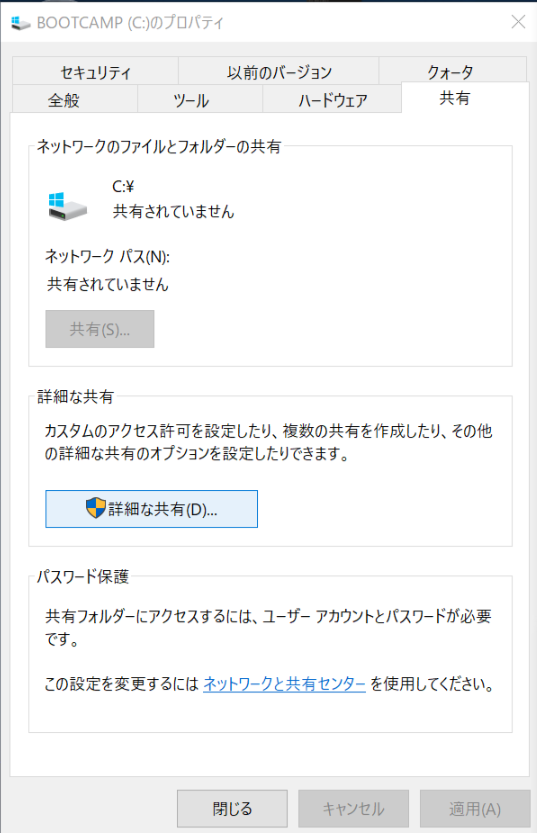 BOOTCAMP (C:)のプロパティ
セキュリティ
以前のバージョン
クォータ
全般
ツール
ハードウェア
共有
ネットワークのファイルとフォルダーの共有
C:¥
共有されていません
ネットワーク パス(N):
共有されていません
共有(S)...
詳細な共有
カスタムのアクセス許可を設定したり、複数の共有を作成したり、その他
の詳細な共有のオプションを設定したりできます。
詳細な共有(D)...
パスワード保護
共有フォルダーにアクセスするには、ユーザー アカウントとパスワードが必要
です。
この設定を変更するには ネットワークと共有センター を使用してください。
閉じる
キャンセル
適用(A)